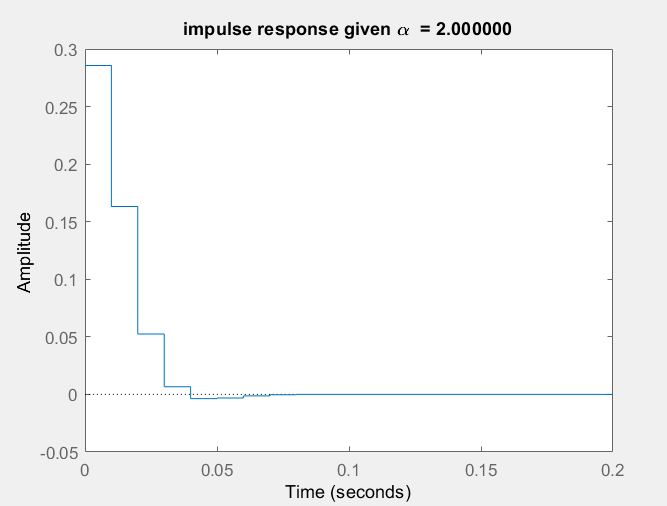 impulse response given α = 2.000000
0.3
0.25
0.2
0.15
0.1
0.05
0
-0.05
Amplitude
0 0.05 0.1 0.15 0.2
Time (seconds)